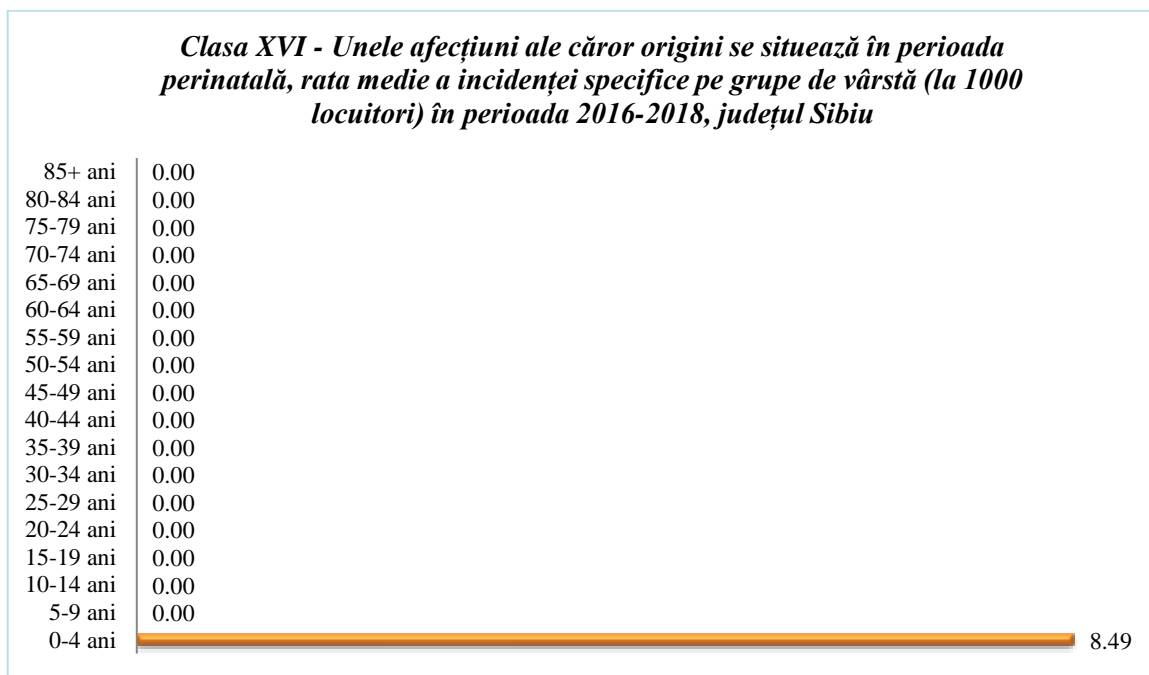 Clasa XVI - Unele afecțiuni ale căror origini se situează în perioada
perinatală, rata medie a incidenței specifice pe grupe de vârstă (la 1000
locuitori) în perioada 2016-2018, județul Sibiu
85+ ani 0.00
80-84 ani 0.00
75-79 ani 0.00
70-74 ani 0.00
65-69 ani 0.00
60-64 ani 0.00
55-59 ani 0.00
50-54 ani 0.00
45-49 ani 0.00
40-44 ani 0.00
35-39 ani 0.00
30-34 ani 0.00
25-29 ani 0.00
20-24 ani 0.00
15-19 ani 0.00
10-14 ani 0.00
5-9 ani 0.00
0-4 ani 8.49